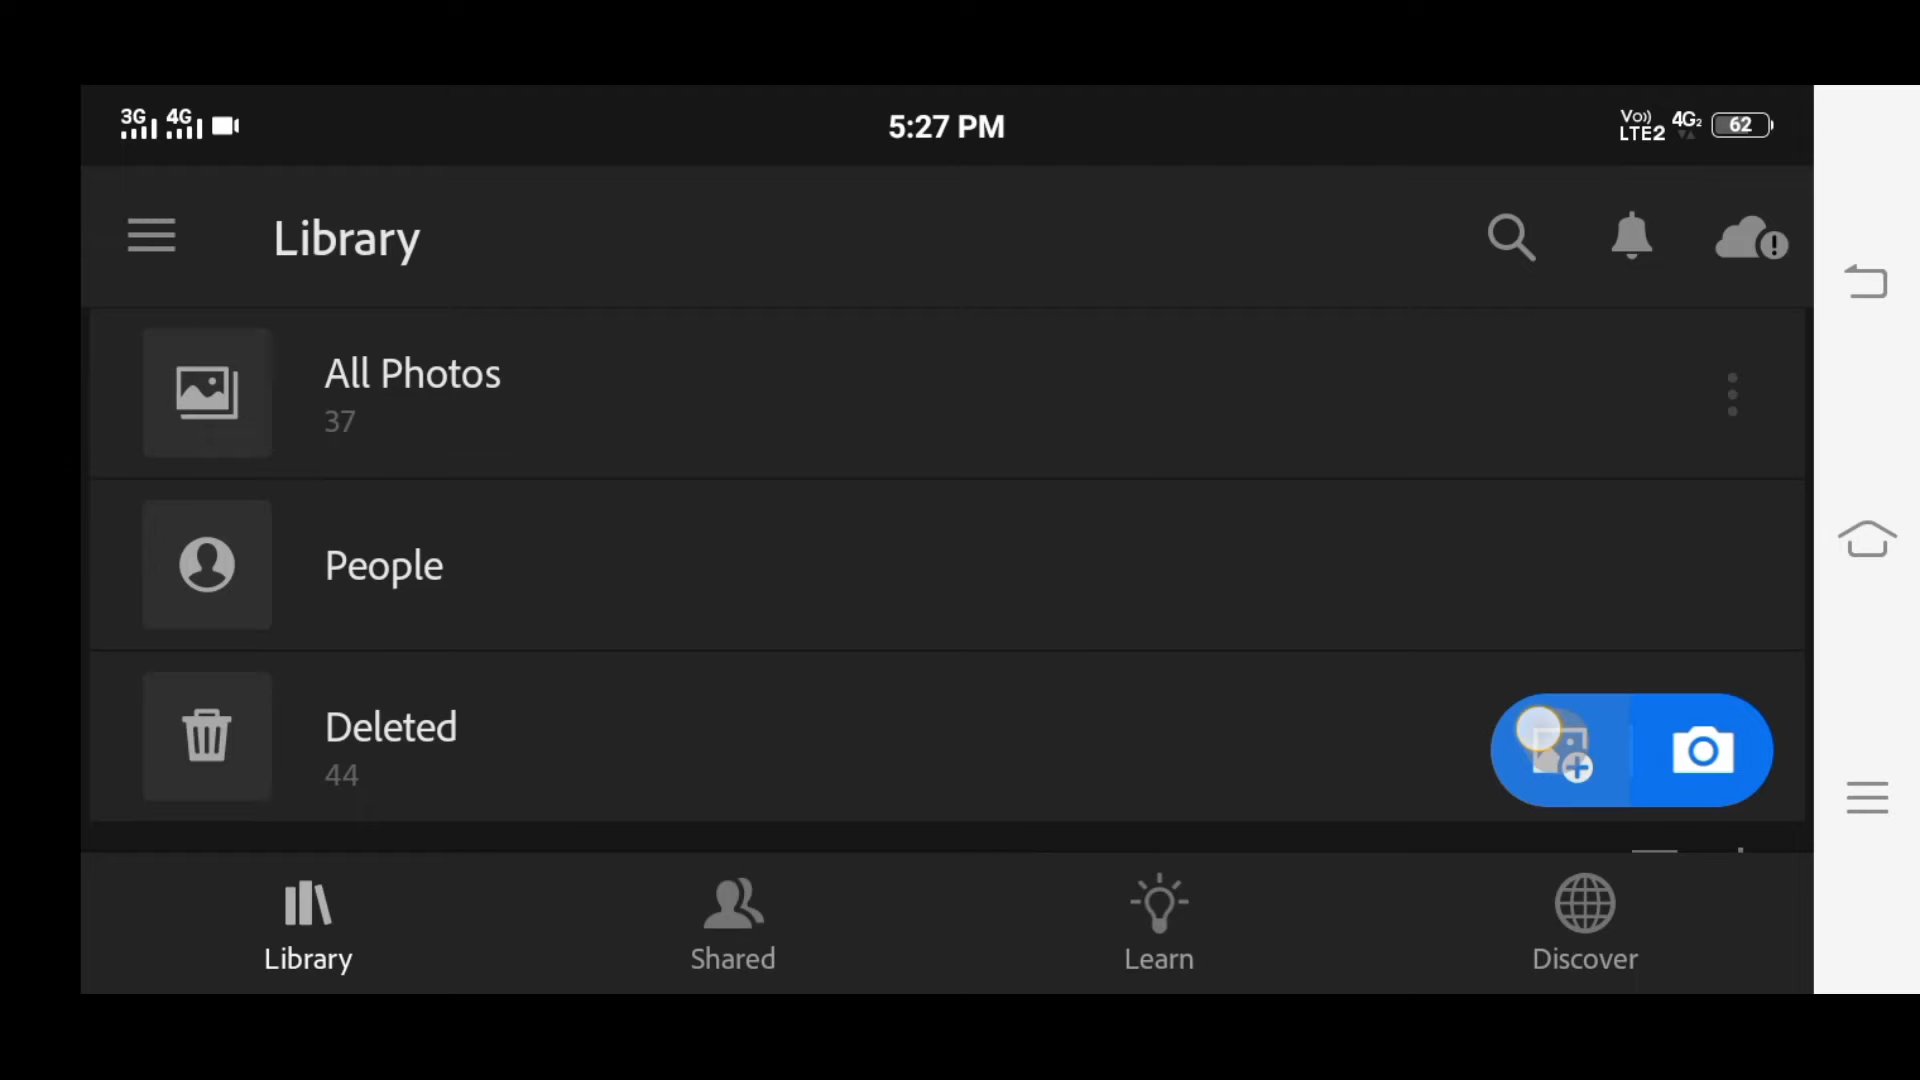 3G 4G
5:27 PM
Vo))
LTE2
4G2
62
Library
All Photos
37
People
Deleted
44
Library
Shared
Learn
Discover